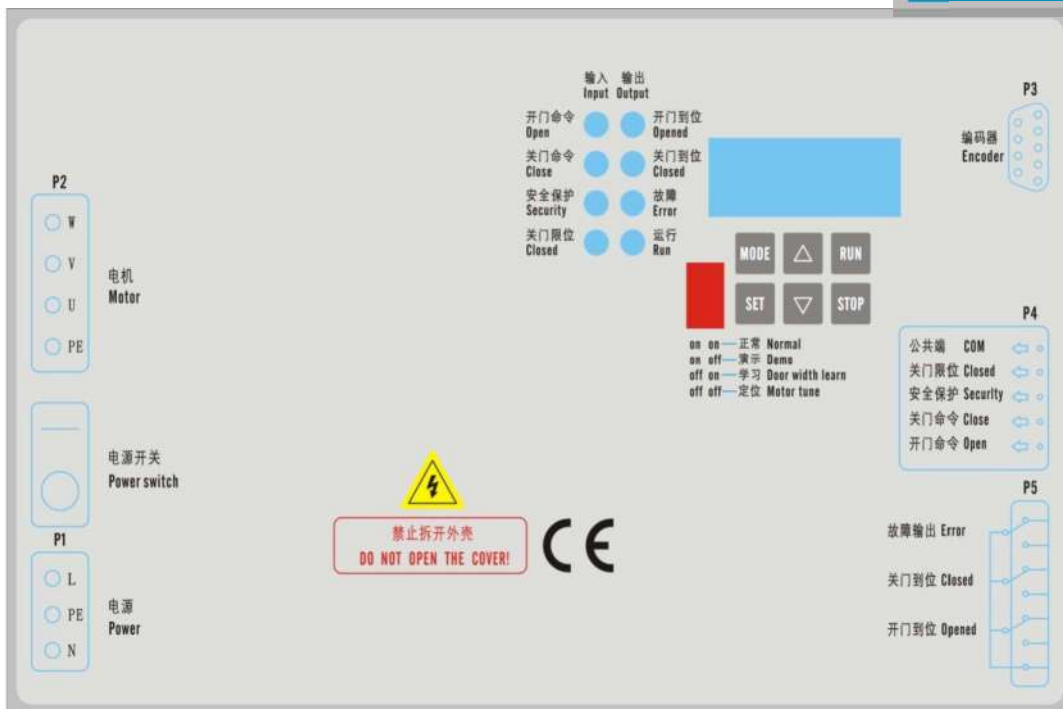 输入 输出
Input Output
开门命令
Open
开门到位
Opened
关门命令
Close
关门到位
Closed
安全保护
Security
故障
Error
关门限位
Closed
运行
Run
P3
编码器
Encoder
MODE △ RUN
SET ▽ STOP
on on—正常 Normal
on off—演示 Demo
off on—学习 Door width learn
off off—定位 Motor tune
P2
W
V
U
PE
电机
Motor
电源开关
Power switch
P1
L
PE
N
电源
Power
禁止拆开外壳
DO NOT OPEN THE COVER!
CE
P4
公共端 COM
关门限位 Closed
安全保护 Securlty
关门命令 Close
开门命令 Open
P5
故障输出 Error
关门到位 Closed
开门到位 Opened